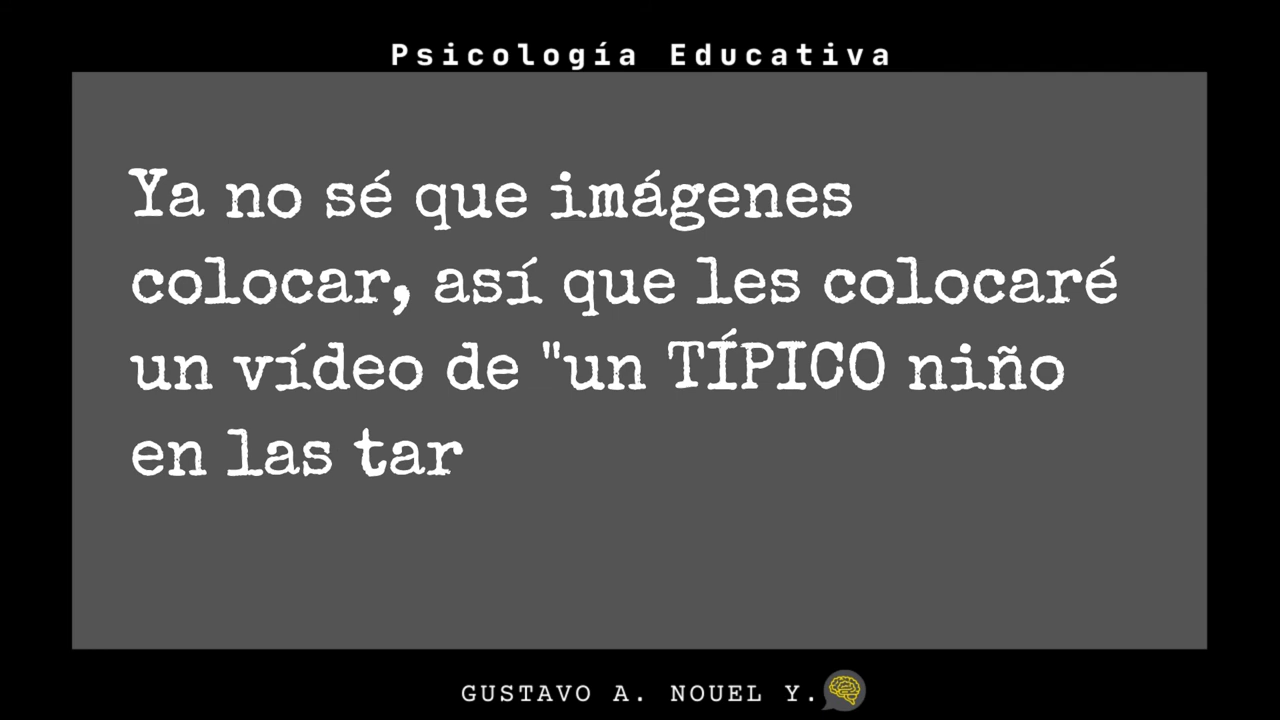 Psicología Educativa
Ya no sé que imágenes
colocar, así que les colocaré
un vídeo de "un TÍPICO niño
en las tar
GUSTAVO A. NOUEL Y.